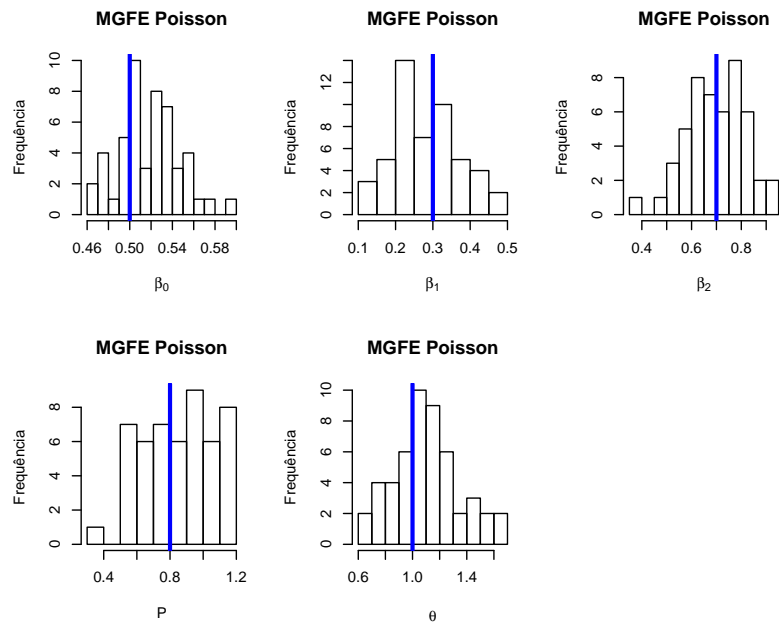 MGFE Poisson
Frequência
0 2 4 6 8 10
0.46 0.50 0.54 0.58
β0
MGFE Poisson
Frequência
0 2 4 6 8 12
0.1 0.2 0.3 0.4 0.5
β1
MGFE Poisson
Frequência
0 2 4 6 8
0.4 0.6 0.8
β2
MGFE Poisson
Frequência
0 2 4 6 8
0.4 0.8 1.2
P
MGFE Poisson
Frequência
0 2 4 6 8 10
0.6 1.0 1.4
θ